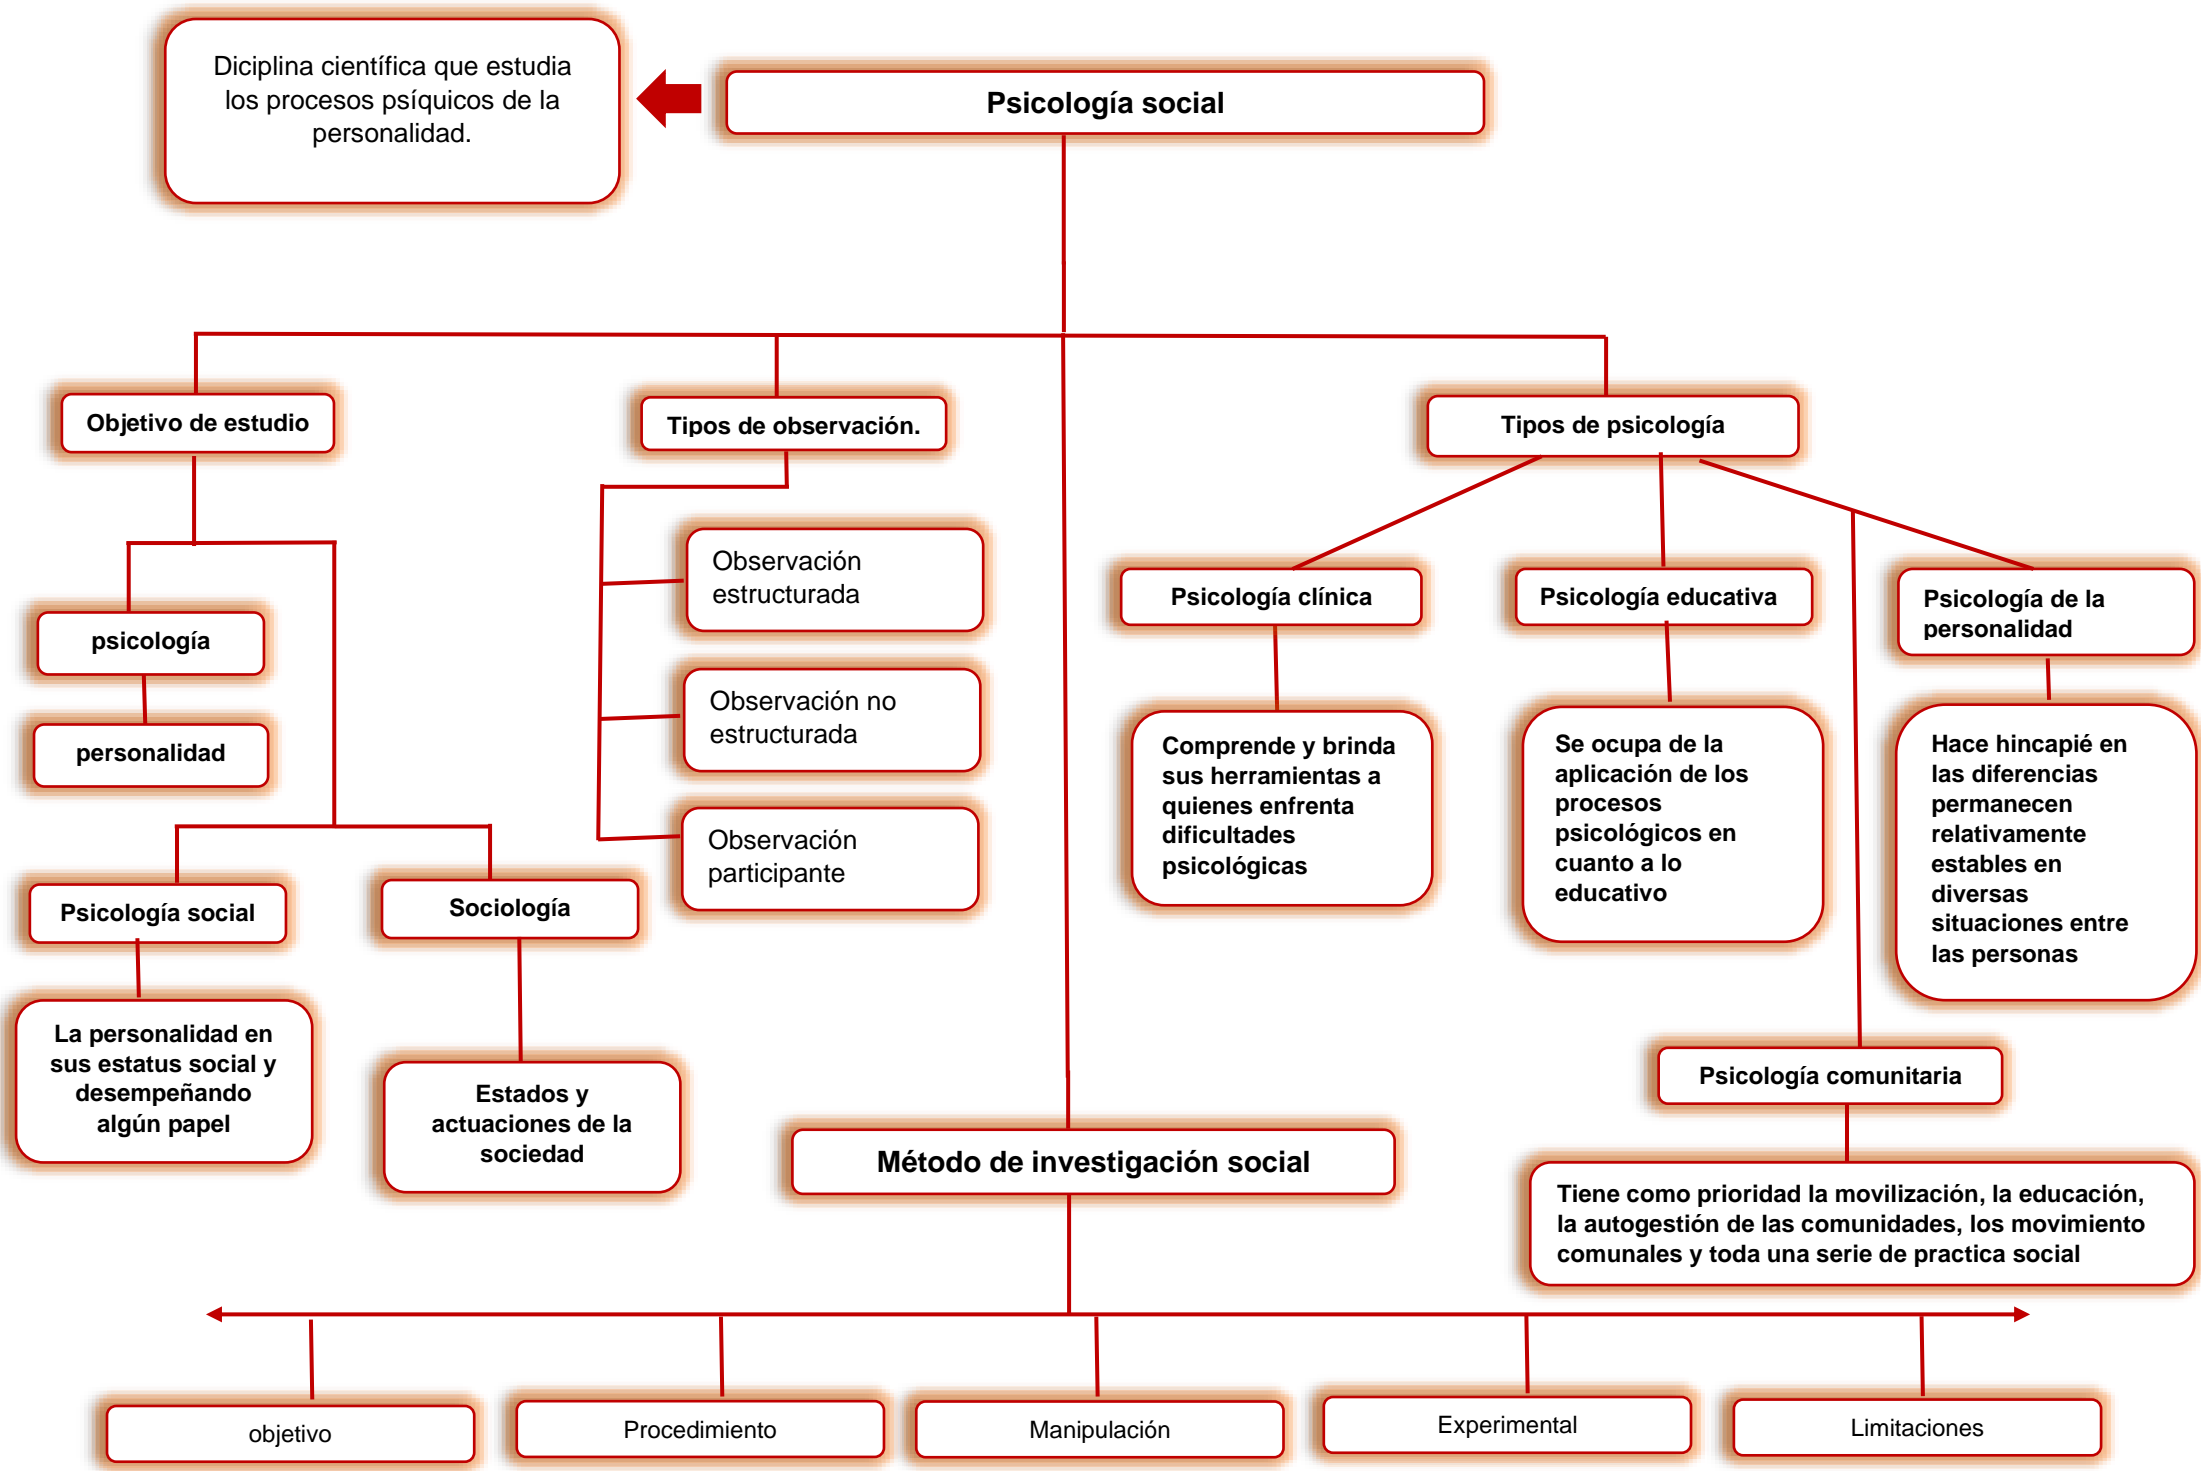 Diciplina científica que estudia
los procesos psíquicos de la
personalidad.
Psicología social
Objetivo de estudio
Tipos de observación.
Tipos de psicología
psicología
personalidad
Psicología social
La personalidad en
sus estatus social y
desempeñando
algún papel
Sociología
Estados y
actuaciones de la
sociedad
Observación
estructurada
Observación no
estructurada
Observación
participante
Psicología clínica
Comprende y brinda
sus herramientas a
quienes enfrenta
dificultades
psicológicas
Psicología educativa
Se ocupa de la
aplicación de los
procesos
psicológicos en
cuanto a lo
educativo
Psicología de la
personalidad
Hace hincapié en
las diferencias
permanecen
relativamente
estables en
diversas
situaciones entre
las personas
Psicología comunitaria
Tiene como prioridad la movilización, la educación,
la autogestión de las comunidades, los movimiento
comunales y toda una serie de practica social
Método de investigación social
objetivo
Procedimiento
Manipulación
Experimental
Limitaciones